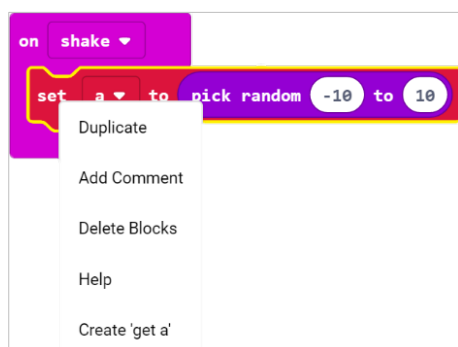 on shake
set a to pick random -10 to 10
Duplicate
Add Comment
Delete Blocks
Help
Create 'get a'